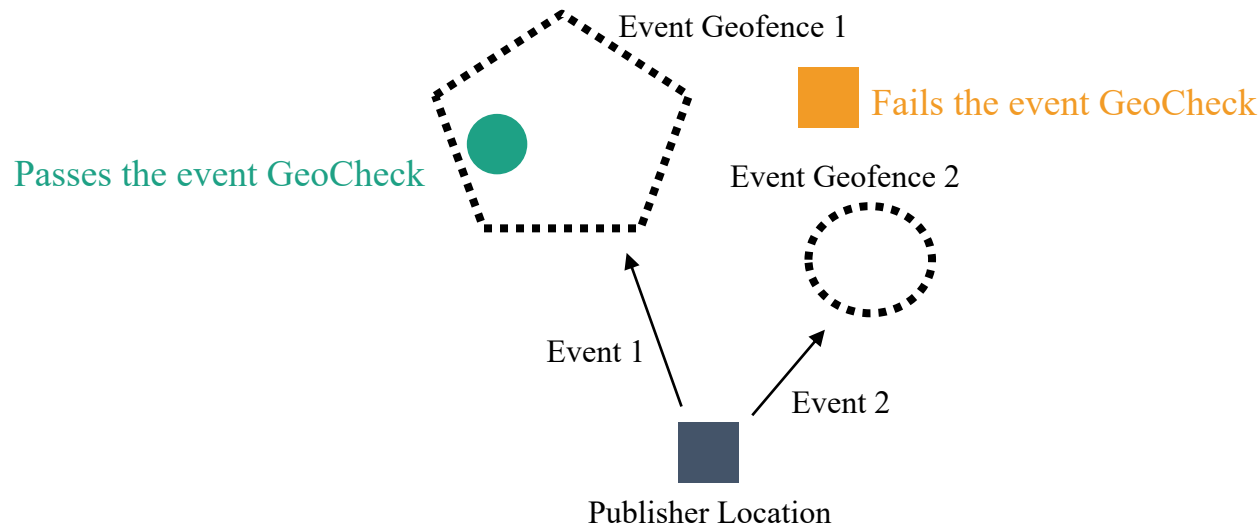 Event Geofence 1
Fails the event GeoCheck
Passes the event GeoCheck
Event Geofence 2
Event 1
Event 2
Publisher Location